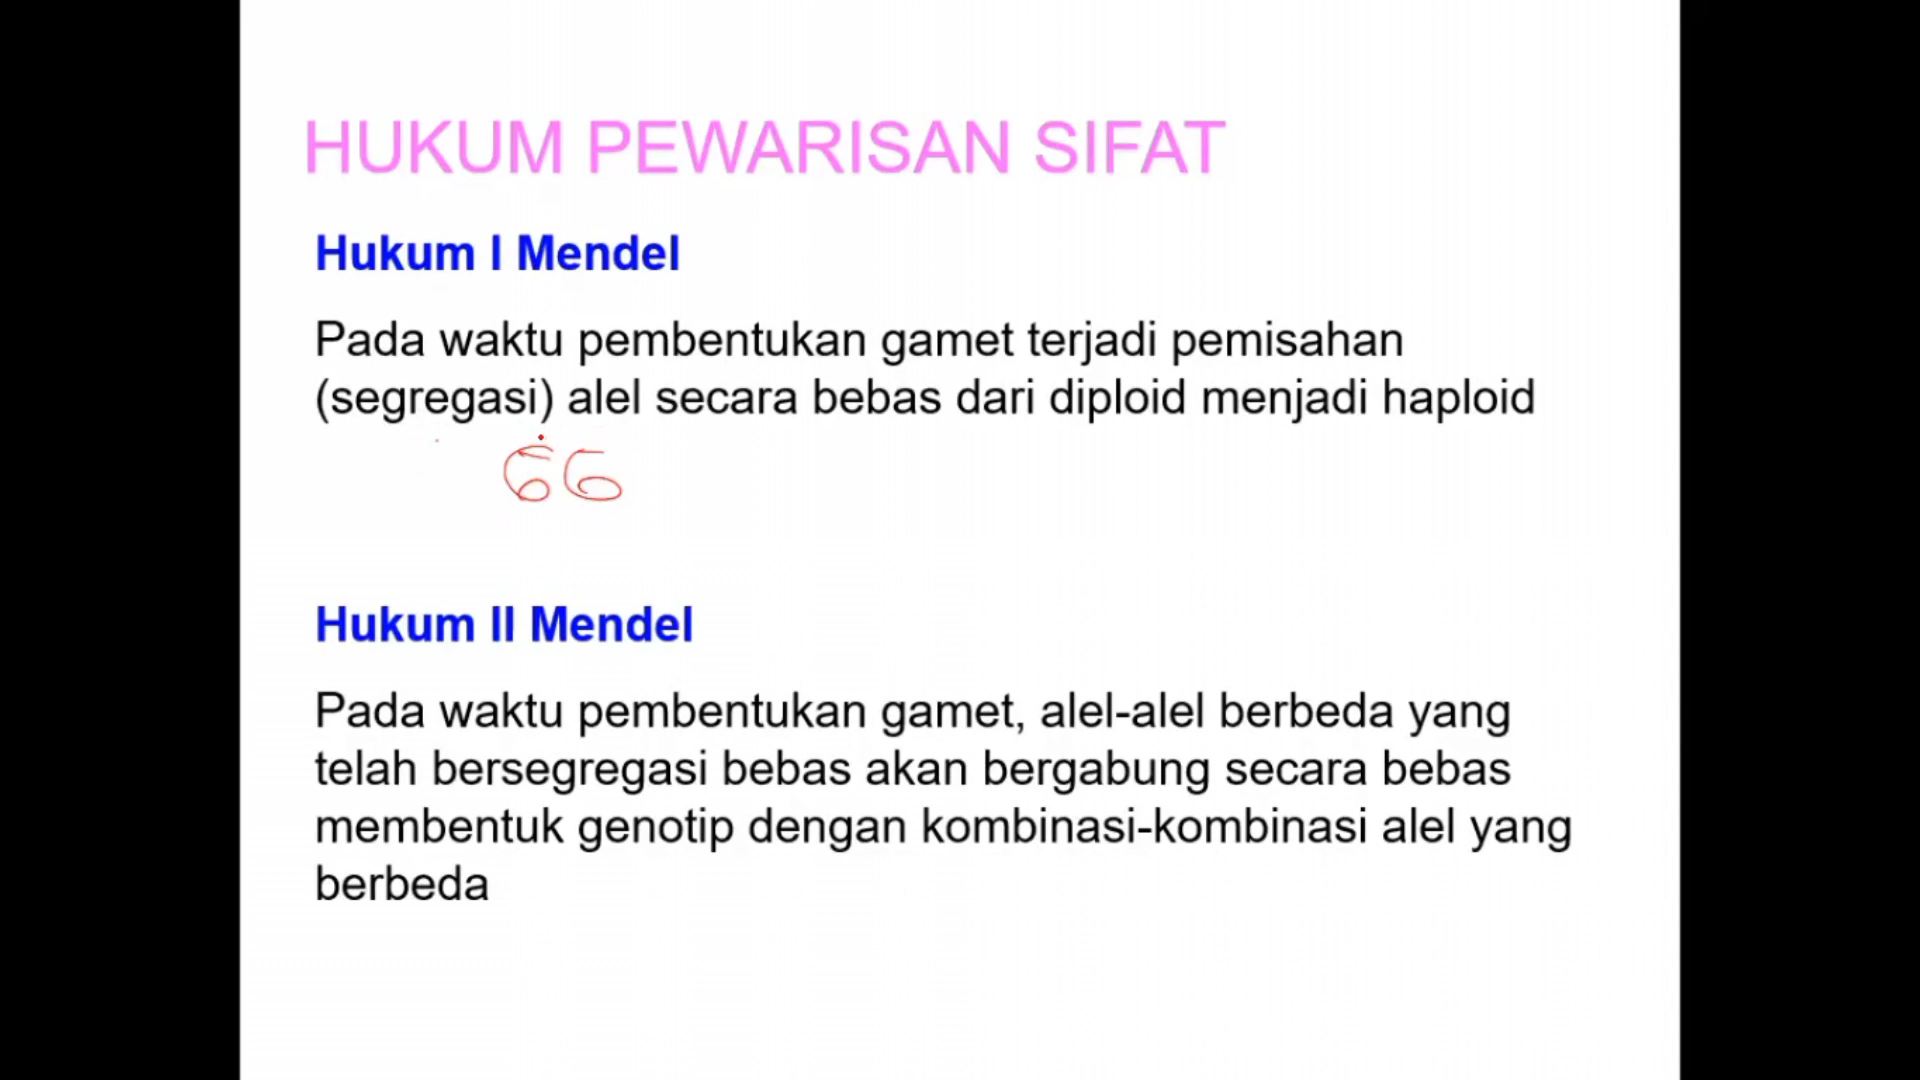 HUKUM PEWARISAN SIFAT
Hukum I Mendel
Pada waktu pembentukan gamet terjadi pemisahan
(segregasi) alel secara bebas dari diploid menjadi haploid
GG
Hukum II Mendel
Pada waktu pembentukan gamet, alel-alel berbeda yang
telah bersegregasi bebas akan bergabung secara bebas
membentuk genotip dengan kombinasi-kombinasi alel yang
berbeda